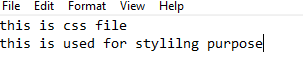 File Edit Format View Help
this is css file
this is used for stylilng purpose